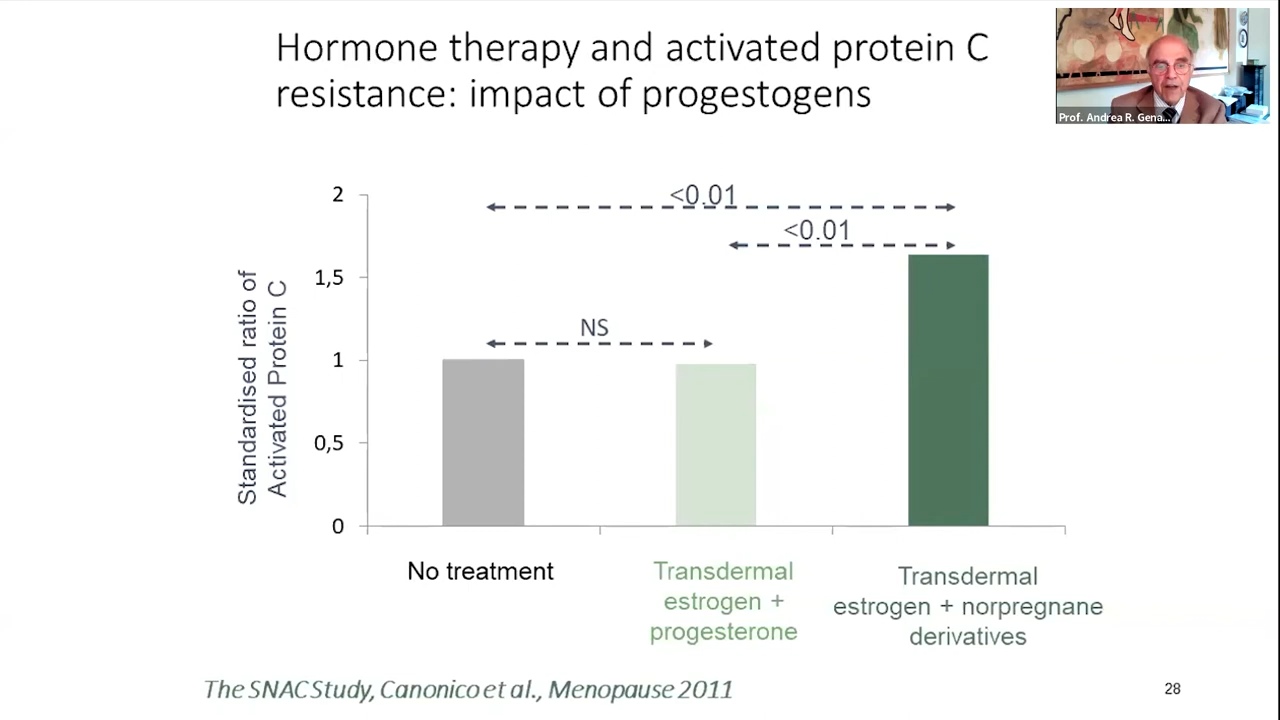 Hormone therapy and activated protein C
resistance: impact of progestogens
Prof. Andrea R. Gena...
2
1,5
1
0,5
0
Standardised ratio of
Activated Protein C
<0.01
<0.01
NS
No treatment
Transdermal
estrogen +
progesterone
Transdermal
estrogen + norpregnane
derivatives
The SNAC Study, Canonico et al., Menopause 2011
28